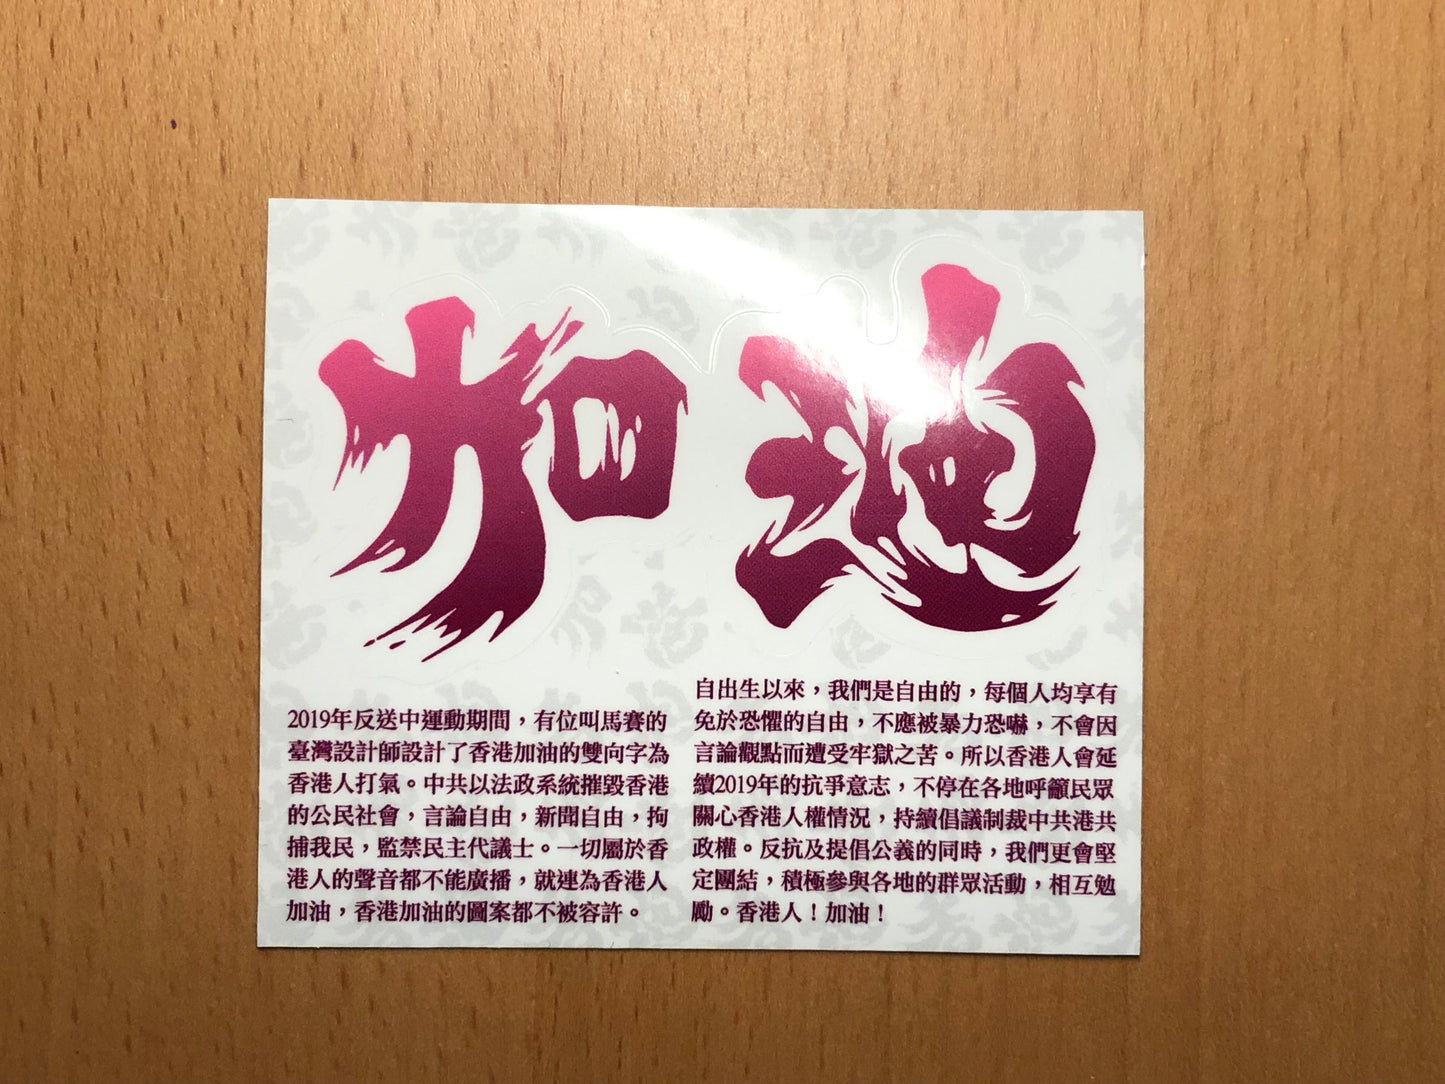 加油
2019年反送中運動期間，有位叫馬賽的
臺灣設計師設計了香港加油的雙向字為
香港人打氣。中共以法政系統摧毀香港
的公民社會，言論自由，新聞自由，拘
捕我民，監禁民主代議士。一切屬於香
港人的聲音都不能廣播，就連為香港人
加油，香港加油的圖案都不被容許。
自出生以來，我們是自由的，每個人均享有
免於恐懼的自由，不應被暴力恐嚇，不會因
言論觀點而遭受牢獄之苦。所以香港人會延
續2019年的抗爭意志，不停在各地呼籲民眾
關心香港人權情況，持續倡議制裁中共港共
政權。反抗及提倡公義的同時，我們更會堅
定團結，積極參與各地的群眾活動，相互勉
勵。香港人！加油！